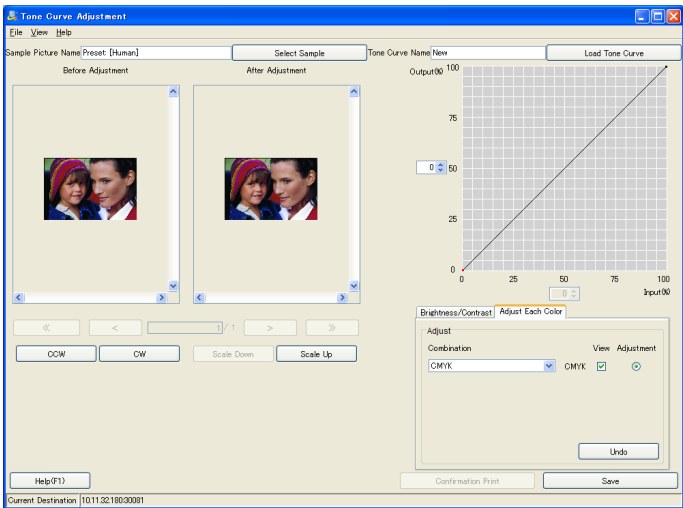 Tone Curve Adjustment
File View Help
Sample Picture Name Preset: [Human] Select Sample Tone Curve Name New Load Tone Curve
Before Adjustment After Adjustment Output(%) 100
75
0 50
25
0
0 25 50 75 100
0 Input(%)
Brightness/Contrast Adjust Each Color
<< < 1 / 1 > >>
Adjust
Combination View Adjustment
CCW CW Scale Down Scale Up
CMYK CMYK
Undo
Help(F1) Confirmation Print Save
Current Destination 10.11.32.180:30081